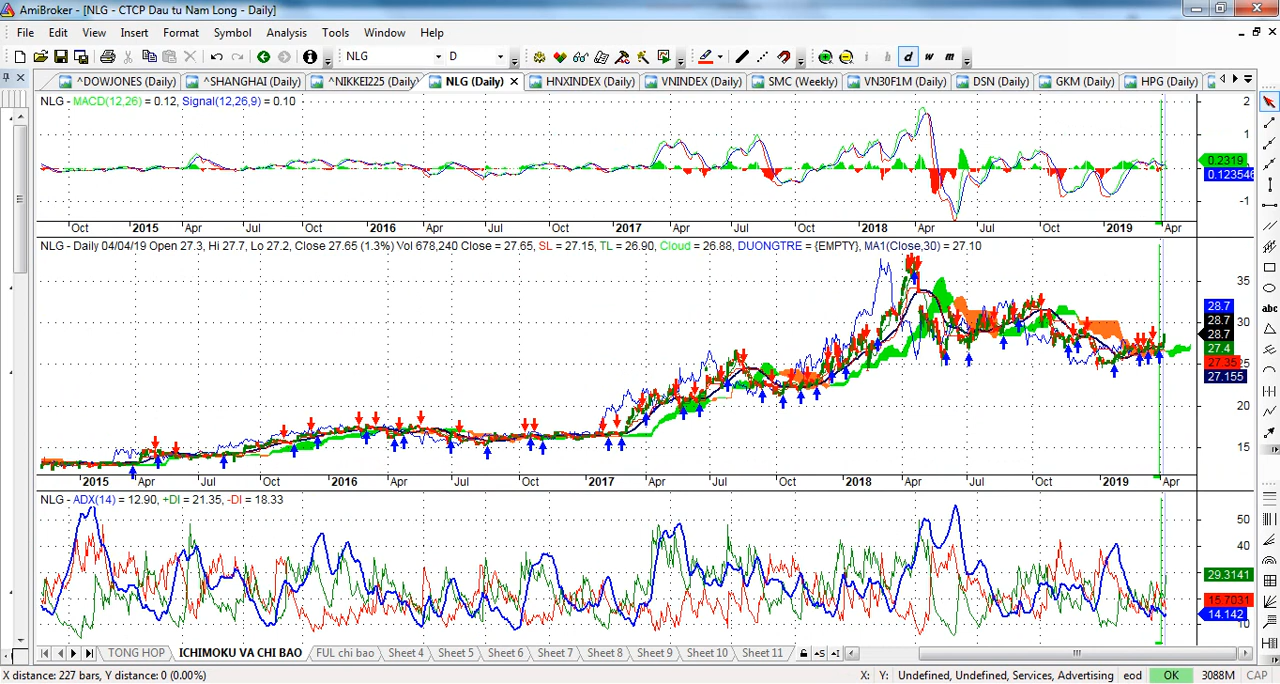 AmiBroker - [NLG - CTCP Dau tu Nam Long - Daily]
File Edit View Insert Format Symbol Analysis Tools Window Help
NLG D i h d w m
^DOWJONES (Daily) ^SHANGHAI (Daily) ^NIKKEI225 (Daily) NLG (Daily) HNXINDEX (Daily) VNINDEX (Daily) SMC (Weekly) VN30F1M (Daily) DSN (Daily) GKM (Daily) HPG (Daily)
NLG - MACD(12,26) = 0.12, Signal(12,26,9) = 0.10
2
1
0.2319
0.123546
-1
Oct 2015 Apr Jul Oct 2016 Apr Jul Oct 2017 Apr Jul Oct 2018 Apr Jul Oct 2019 Apr
NLG - Daily 04/04/19 Open 27.3, Hi 27.7, Lo 27.2, Close 27.65 (1.3%) Vol 678,240 Close = 27.65, SL = 27.15, TL = 26.90, Cloud = 26.88, DUONGTRE = {EMPTY}, MA1(Close,30) = 27.10
35
28.7
28.7
30
28.7
27.4
27.35
25
27.155
20
15
2015 Apr Jul Oct 2016 Apr Jul Oct 2017 Apr Jul Oct 2018 Apr Jul Oct 2019 Apr
NLG - ADX(14) = 12.90, +DI = 21.35, -DI = 18.33
50
40
29.3141
15.7031
14.142
10
abc
TONG HOP ICHIMOKU VA CHI BAO FUL chi bao Sheet 4 Sheet 5 Sheet 6 Sheet 7 Sheet 8 Sheet 9 Sheet 10 Sheet 11
X distance: 227 bars, Y distance: 0 (0.00%) X: Y: Undefined, Undefined, Services, Advertising eod OK 3088M CAP